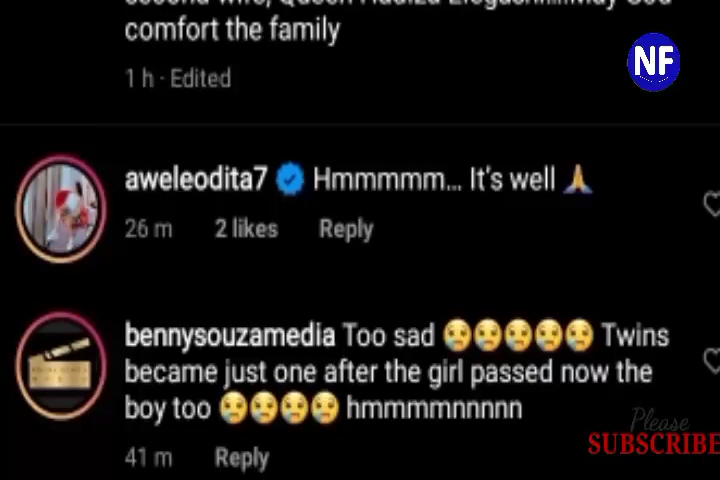 comfort the family
1 h · Edited
NF
aweleodita7 Hmmmmm... It's well 🙏
26 m 2 likes Reply
bennysouzamedia Too sad 😢😢😢😢😢 Twins
became just one after the girl passed now the
boy too 😢😢😢😢 hmmmmnnnnn
41 m Reply
Please
SUBSCRIBE